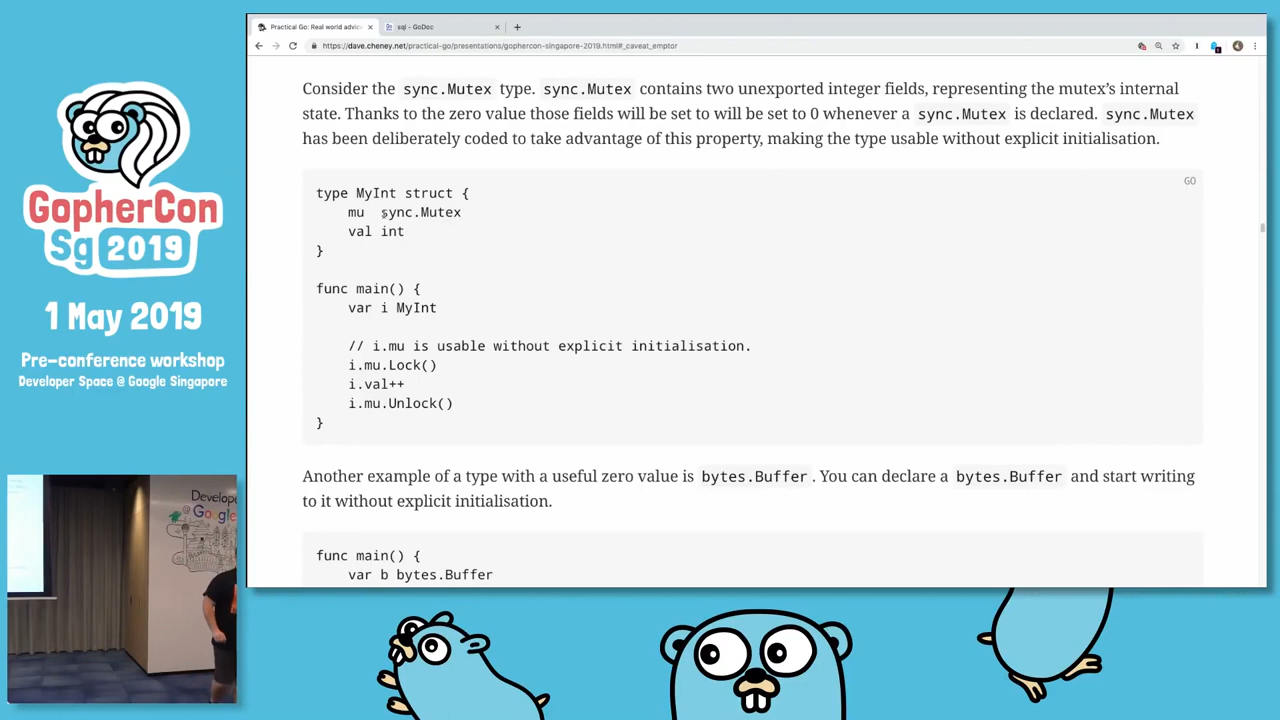 Practical Go: Real world advice
sql - GoDoc
https://dave.cheney.net/practical-go/presentations/gophercon-singapore-2019.html#_caveat_emptor
Consider the sync.Mutex type. sync.Mutex contains two unexported integer fields, representing the mutex’s internal
state. Thanks to the zero value those fields will be set to will be set to 0 whenever a sync.Mutex is declared. sync.Mutex
has been deliberately coded to take advantage of this property, making the type usable without explicit initialisation.
GO
type MyInt struct {
mu sync.Mutex
val int
}
func main() {
var i MyInt
// i.mu is usable without explicit initialisation.
i.mu.Lock()
i.val++
i.mu.Unlock()
}
Another example of a type with a useful zero value is bytes.Buffer. You can declare a bytes.Buffer and start writing
to it without explicit initialisation.
func main() {
var b bytes.Buffer
GopherCon
Sg 2019
1 May 2019
Pre-conference workshop
Developer Space @ Google Singapore
Develope
@ Google